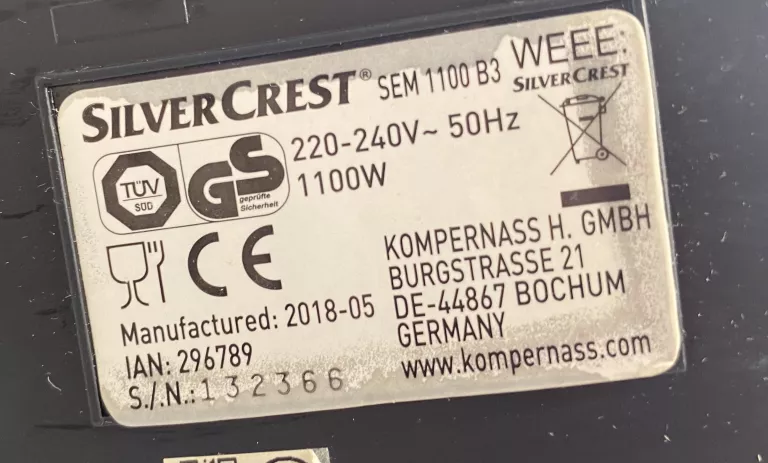 SILVERCREST® SEM 1100 B3
WEEE:
SILVERCREST
TÜV
SÜD
GS
geprüfte
Sicherheit
220-240V~ 50Hz
1100W
CE
KOMPERNASS H. GMBH
BURGSTRASSE 21
DE-44867 BOCHUM
GERMANY
www.kompernass.com
Manufactured: 2018-05
IAN: 296789
S./.N.:132366